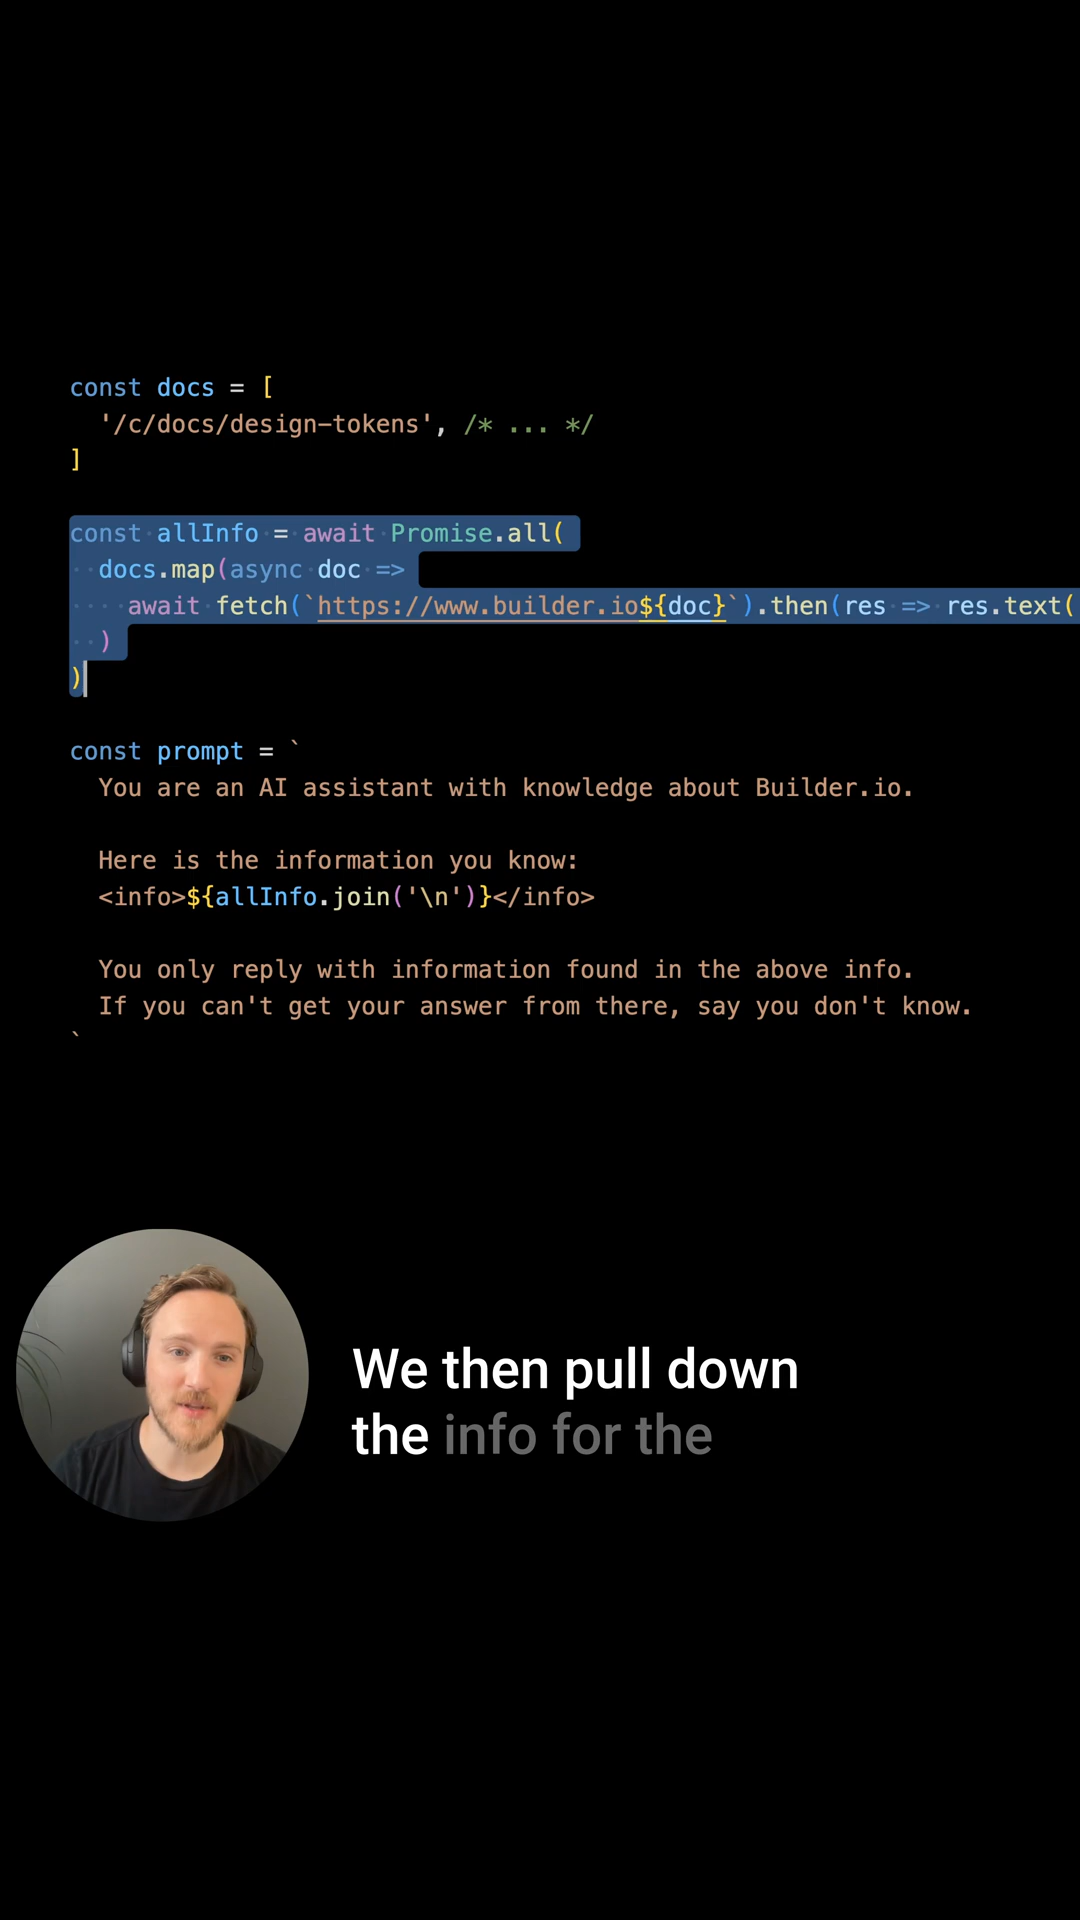 const docs = [
  '/c/docs/design-tokens', /* ... */
]
const allInfo = await Promise.all(
  docs.map(async doc =>
    await fetch(`https://www.builder.io${doc}`).then(res => res.text(
  )
)
const prompt = `
  You are an AI assistant with knowledge about Builder.io.
  Here is the information you know:
  <info>${allInfo.join('\n')}</info>
  You only reply with information found in the above info.
  If you can't get your answer from there, say you don't know.
`
We then pull down
the info for the